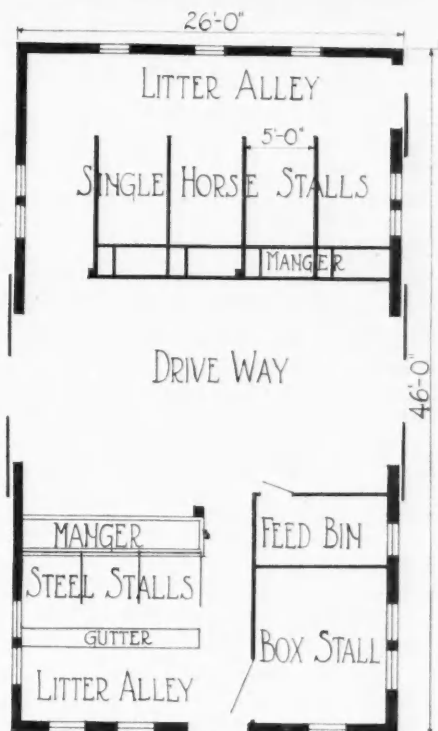 26'-0"
LITTER ALLEY
5'-0"
SINGLE HORSE STALLS
MANGER
DRIVE WAY
46'-0"
MANGER
FEED BIN
STEEL STALLS
GUTTER
BOX STALL
LITTER ALLEY